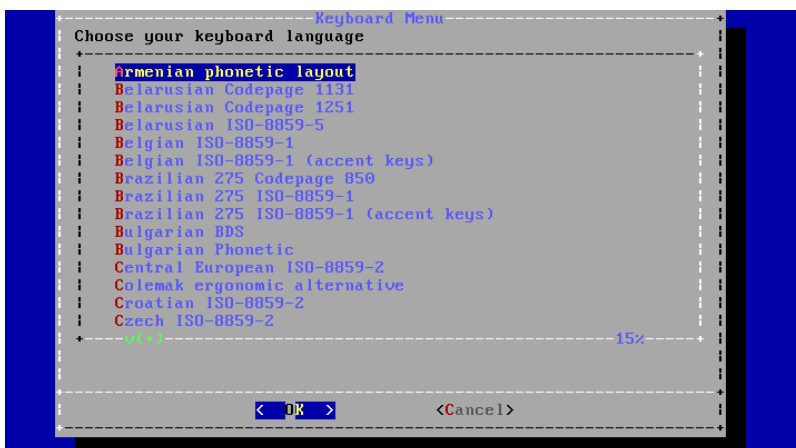 Keyboard Menu
Choose your keyboard language
Armenian phonetic layout
Belarusian Codepage 1131
Belarusian Codepage 1251
Belarusian ISO-8859-5
Belgian ISO-8859-1
Belgian ISO-8859-1 (accent keys)
Brazilian 275 Codepage 850
Brazilian 275 ISO-8859-1
Brazilian 275 ISO-8859-1 (accent keys)
Bulgarian BDS
Bulgarian Phonetic
Central European ISO-8859-2
Colemak ergonomic alternative
Croatian ISO-8859-2
Czech ISO-8859-2
v(+) 15%
< OK > <Cancel>